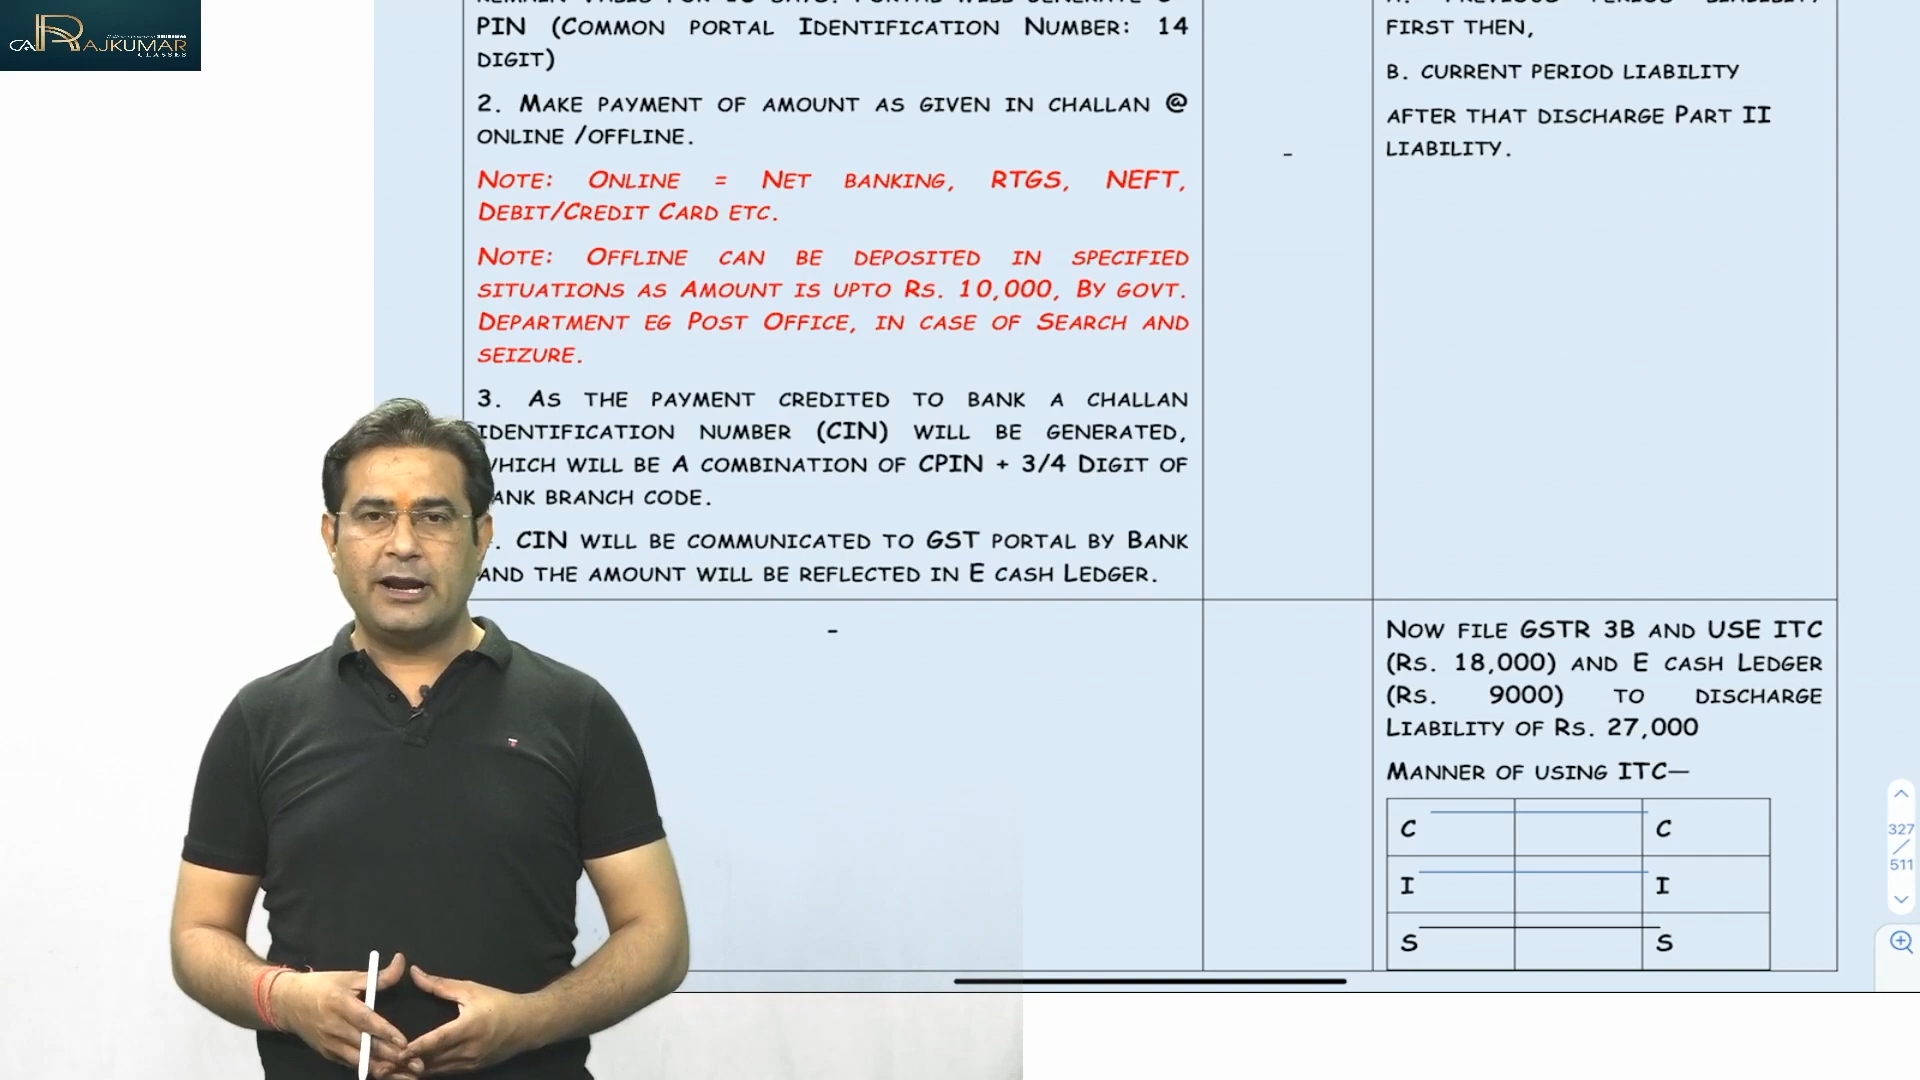 CA RAJKUMAR
CLASSES
PIN (COMMON PORTAL IDENTIFICATION NUMBER: 14
DIGIT)
2. MAKE PAYMENT OF AMOUNT AS GIVEN IN CHALLAN @
ONLINE /OFFLINE.
NOTE: ONLINE = NET BANKING, RTGS, NEFT,
DEBIT/CREDIT CARD ETC.
NOTE: OFFLINE CAN BE DEPOSITED IN SPECIFIED
SITUATIONS AS AMOUNT IS UPTO RS. 10,000, BY GOVT.
DEPARTMENT EG POST OFFICE, IN CASE OF SEARCH AND
SEIZURE.
3. AS THE PAYMENT CREDITED TO BANK A CHALLAN
IDENTIFICATION NUMBER (CIN) WILL BE GENERATED,
WHICH WILL BE A COMBINATION OF CPIN + 3/4 DIGIT OF
ANK BRANCH CODE.
. CIN WILL BE COMMUNICATED TO GST PORTAL BY BANK
AND THE AMOUNT WILL BE REFLECTED IN E CASH LEDGER.
-
-
FIRST THEN,
B. CURRENT PERIOD LIABILITY
AFTER THAT DISCHARGE PART II
LIABILITY.
NOW FILE GSTR 3B AND USE ITC
(RS. 18,000) AND E CASH LEDGER
(RS. 9000) TO DISCHARGE
LIABILITY OF RS. 27,000
MANNER OF USING ITC—
C C
I I
S S
327
/
511